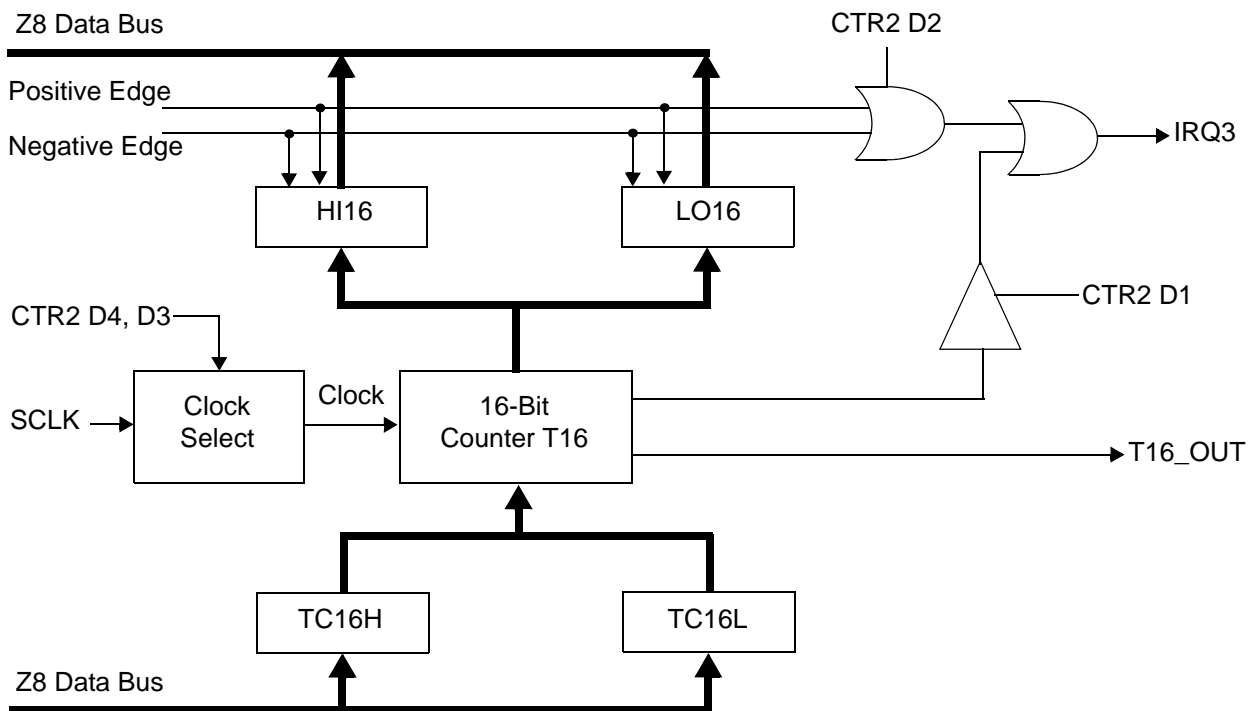 Z8 Data Bus
CTR2 D2
Positive Edge
Negative Edge
IRQ3
HI16
LO16
CTR2 D4, D3
CTR2 D1
SCLK
Clock
Select
Clock
16-Bit
Counter T16
T16_OUT
TC16H
TC16L
Z8 Data Bus